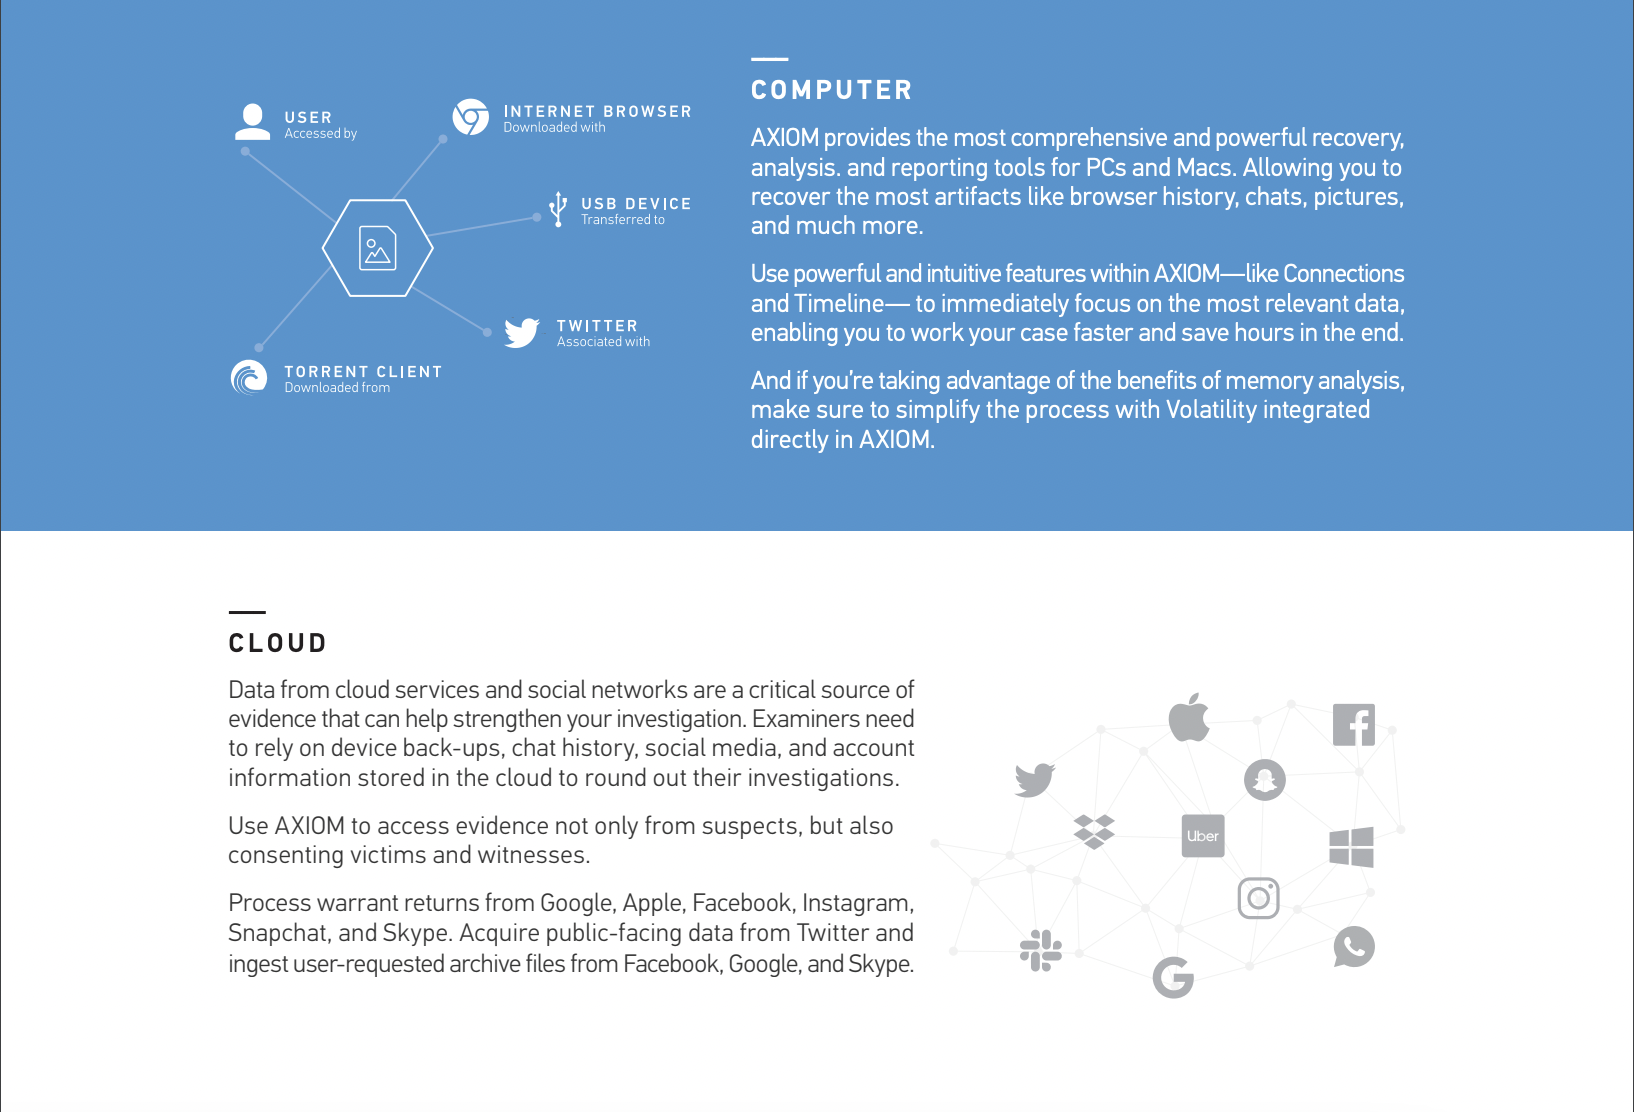 USER
Accessed by
INTERNET BROWSER
Downloaded with
USB DEVICE
Transferred to
TWITTER
Associated with
TORRENT CLIENT
Downloaded from
COMPUTER
AXIOM provides the most comprehensive and powerful recovery,
analysis. and reporting tools for PCs and Macs. Allowing you to
recover the most artifacts like browser history, chats, pictures,
and much more.
Use powerful and intuitive features within AXIOM—like Connections
and Timeline— to immediately focus on the most relevant data,
enabling you to work your case faster and save hours in the end.
And if you're taking advantage of the benefits of memory analysis,
make sure to simplify the process with Volatility integrated
directly in AXIOM.
CLOUD
Data from cloud services and social networks are a critical source of
evidence that can help strengthen your investigation. Examiners need
to rely on device back-ups, chat history, social media, and account
information stored in the cloud to round out their investigations.
Use AXIOM to access evidence not only from suspects, but also
consenting victims and witnesses.
Process warrant returns from Google, Apple, Facebook, Instagram,
Snapchat, and Skype. Acquire public-facing data from Twitter and
ingest user-requested archive files from Facebook, Google, and Skype.
Uber